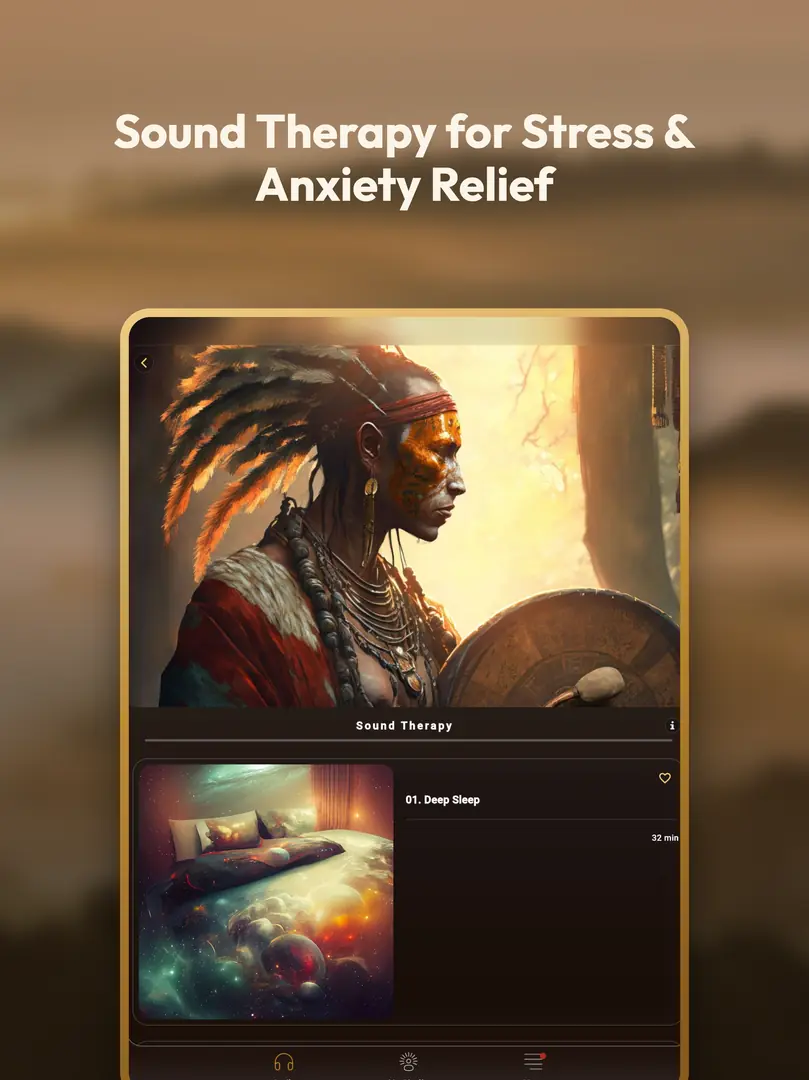 Sound Therapy for Stress &
Anxiety Relief
Sound Therapy
01. Deep Sleep
32 min